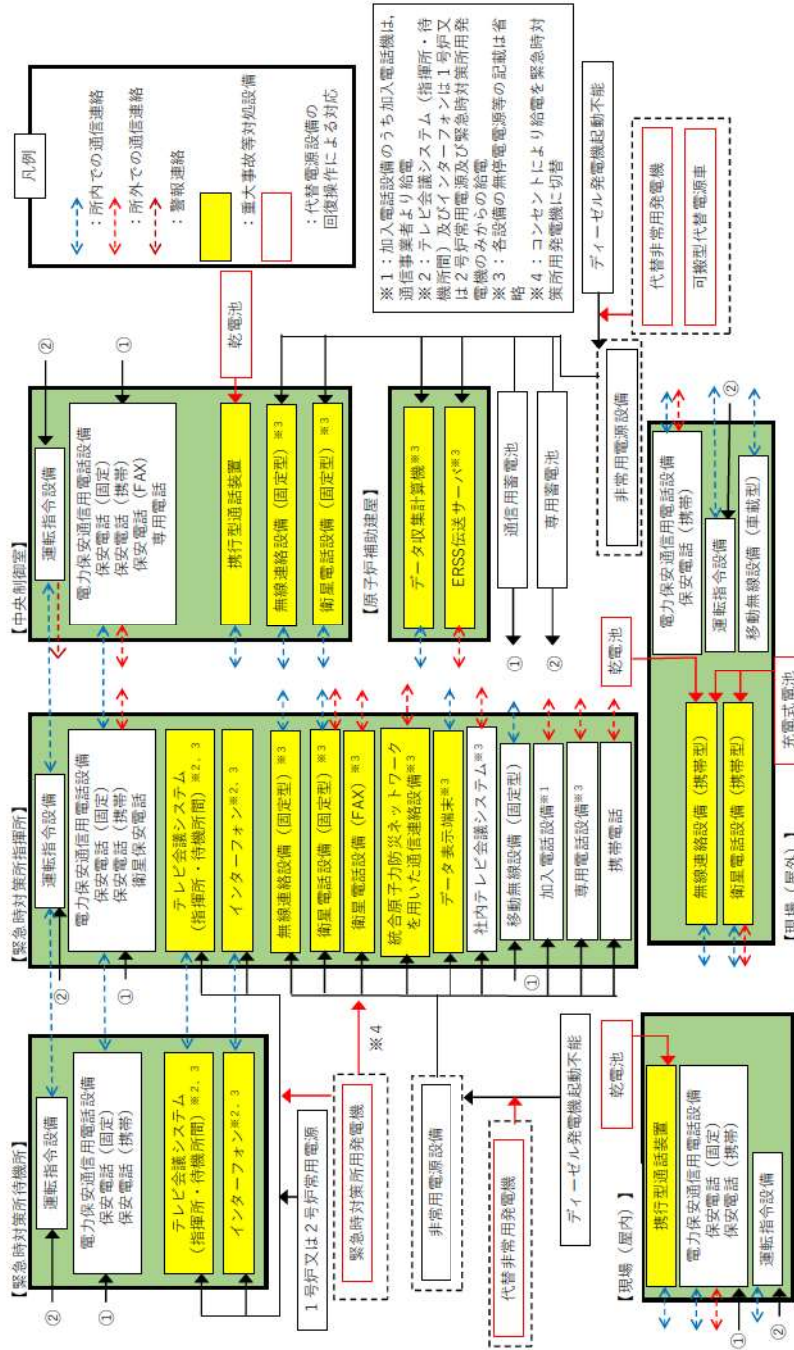 【緊急時対策所待機所】
②
運転指令設備
①
電力保安通信用電話設備
保安電話（固定）
保安電話（携帯）
テレビ会議システム
（指揮所・待機所間）※2、3
インターフォン※2、3
1号炉又は2号炉常用電源
緊急時対策所用発電機
※4
非常用電源設備
代替非常用発電機
ディーゼル発電機起動不能
【緊急時対策所指揮所】
②
運転指令設備
①
電力保安通信用電話設備
保安電話（固定）
保安電話（携帯）
衛星保安電話
テレビ会議システム
（指揮所・待機所間）※2、3
インターフォン※2、3
無線連絡設備（固定型）※3
衛星電話設備（固定型）※3
衛星電話設備（FAX）※3
統合原子力防災ネットワーク
を用いた通信連絡設備※3
データ表示端末※3
社内テレビ会議システム※3
①
移動無線設備（固定型）
加入電話設備※1
専用電話設備※3
携帯電話
【中央制御室】
運転指令設備
②
電力保安通信用電話設備
保安電話（固定）
保安電話（携帯）
保安電話（FAX）
専用電話
①
携行型通話装置
乾電池
無線連絡設備（固定型）※3
衛星電話設備（固定型）※3
【原子炉補助建屋】
データ収集計算機※3
ERSS伝送サーバ※3
①
通信用蓄電池
②
専用蓄電池
非常用電源設備
ディーゼル発電機起動不能
代替非常用発電機
可搬型代替電源車
凡例
：所内での通信連絡
：所外での通信連絡
：警報連絡
：重大事故等対処設備
：代替電源設備の
回復操作による対応
※1：加入電話設備のうち加入電話機は、
通信事業者より給電
※2：テレビ会議システム（指揮所・待
機所間）及びインターフォンは1号炉又
は2号炉常用電源及び緊急時対策所用発
電機のみからの給電
※3：各設備の無停電電源等の記載は省
略
※4：コンセントにより給電を緊急時対
策所用発電機に切替
【現場（屋内）】
携行型通話装置
乾電池
電力保安通信用電話設備
保安電話（固定）
保安電話（携帯）
①
運転指令設備
②
【現場（屋外）】
無線連絡設備（携帯型）
衛星電話設備（携帯型）
乾電池
充電式電池
電力保安通信用電話設備
保安電話（携帯）
運転指令設備
②
移動無線設備（車載型）